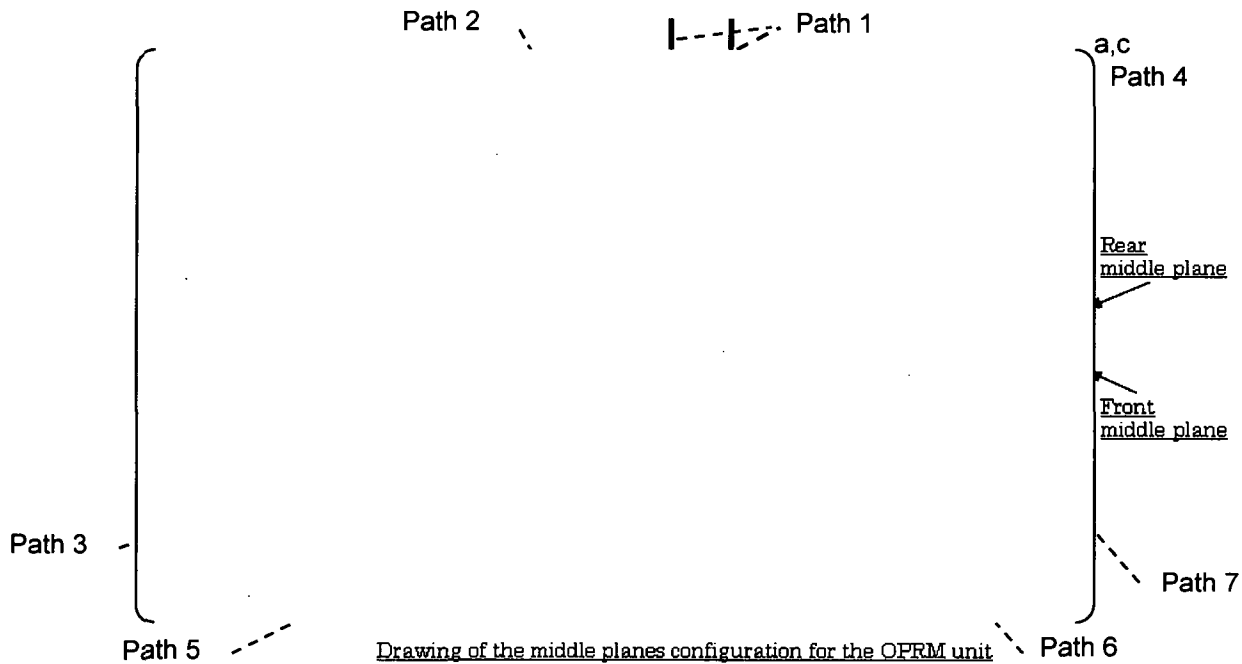 Path 2
Path 1
a,c
Path 4
Rear
middle plane
Front
middle plane
Path 3
Path 7
Path 5
Drawing of the middle planes configuration for the OPRM unit
Path 6